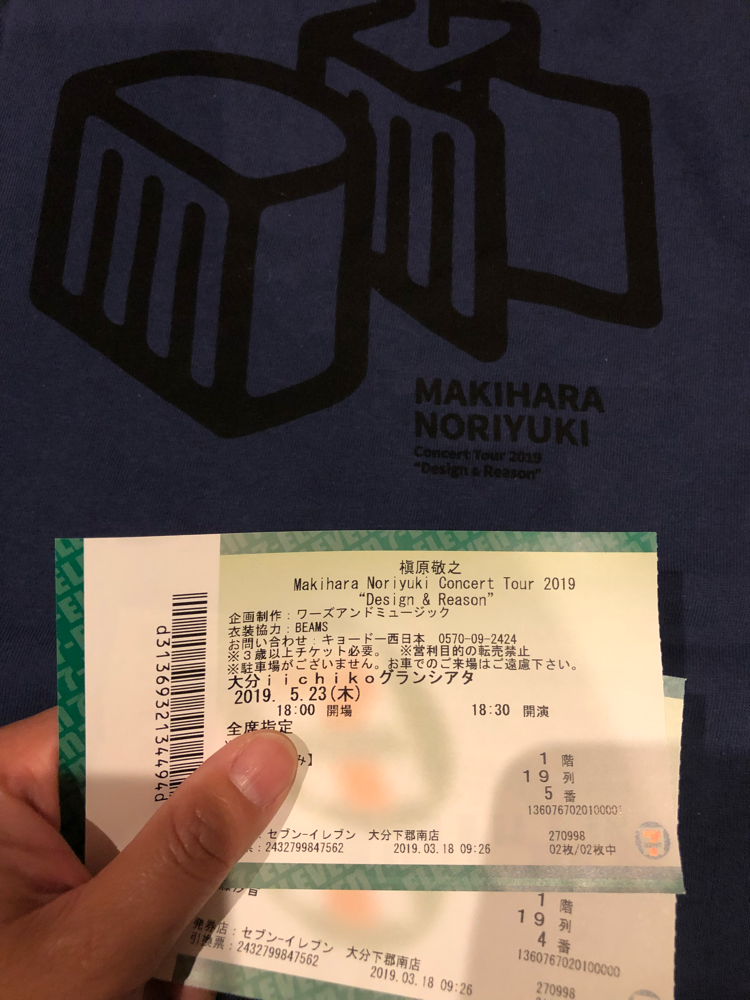 MAKIHARA
NORIYUKI
Concert Tour 2019
"Design & Reason"
槇原敬之
Makihara Noriyuki Concert Tour 2019
“Design & Reason”
企画制作：ワーズアンドミュージック
衣装協力：BEAMS
お問い合わせ：キョードー西日本 0570-09-2424
※３歳以上チケット必要。 ※営利目的の転売禁止
※駐車場がございません。お車でのご来場はご遠慮下さい。
大分ｉｉｃｈｉｋｏグランシアタ
2019. 5.23(木)
18:00 開場 18:30 開演
全席指定
み】
1 階
19 列
5 番
d3136932134494d
セブン-イレブン 大分下郡南店
：2432799847562 2019.03.18 09:26
270998
02枚/02枚中
1 階
19 列
4 番
1360767020100000
発券店：セブン-イレブン 大分下郡南店
引換票：2432799847562 2019.03.18 09:26
270998